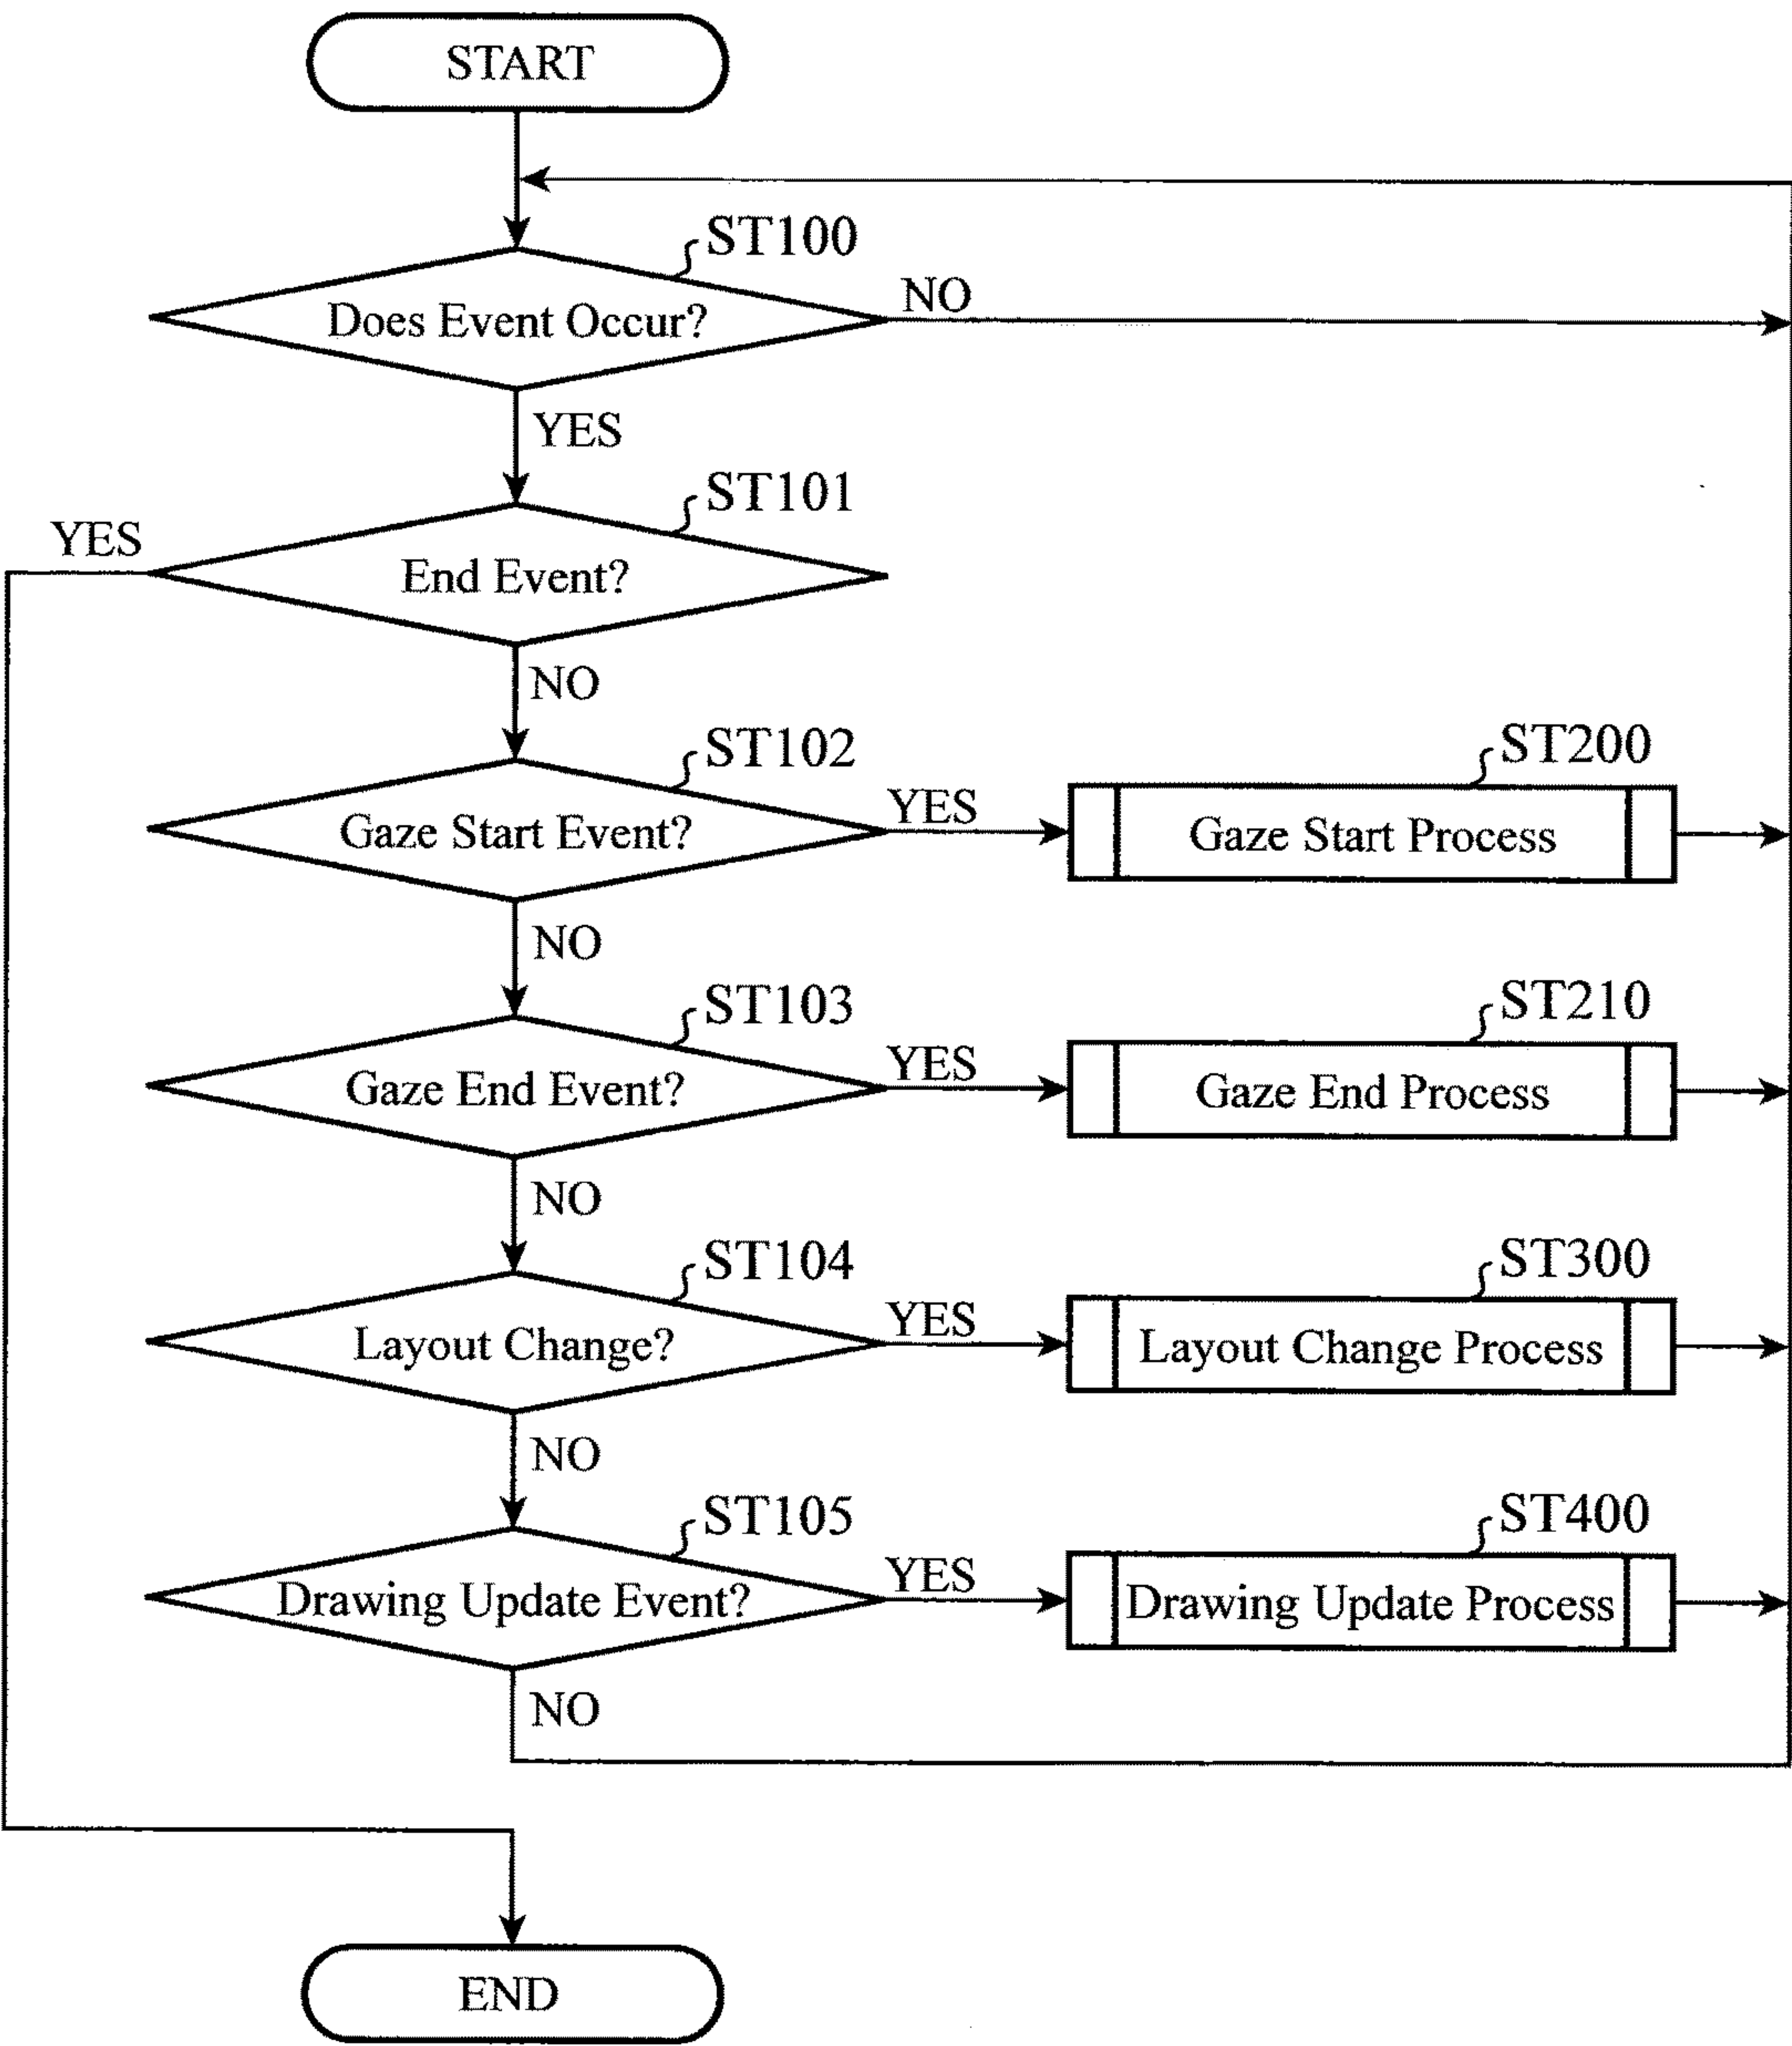 START
ST100
Does Event Occur?
NO
YES
ST101
YES
End Event?
NO
ST102
Gaze Start Event?
YES
ST200
Gaze Start Process
NO
ST103
Gaze End Event?
YES
ST210
Gaze End Process
NO
ST104
Layout Change?
YES
ST300
Layout Change Process
NO
ST105
Drawing Update Event?
YES
ST400
Drawing Update Process
NO
END